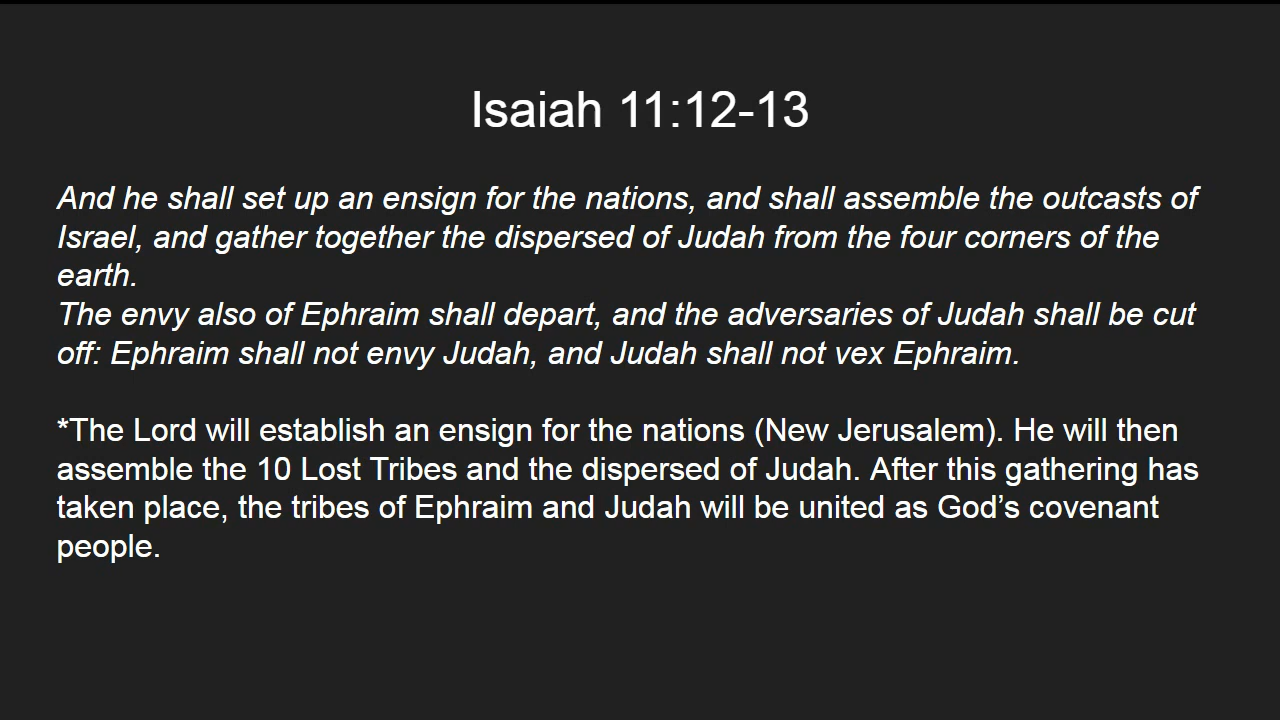 Isaiah 11:12-13
And he shall set up an ensign for the nations, and shall assemble the outcasts of
Israel, and gather together the dispersed of Judah from the four corners of the
earth.
The envy also of Ephraim shall depart, and the adversaries of Judah shall be cut
off: Ephraim shall not envy Judah, and Judah shall not vex Ephraim.
*The Lord will establish an ensign for the nations (New Jerusalem). He will then
assemble the 10 Lost Tribes and the dispersed of Judah. After this gathering has
taken place, the tribes of Ephraim and Judah will be united as God’s covenant
people.